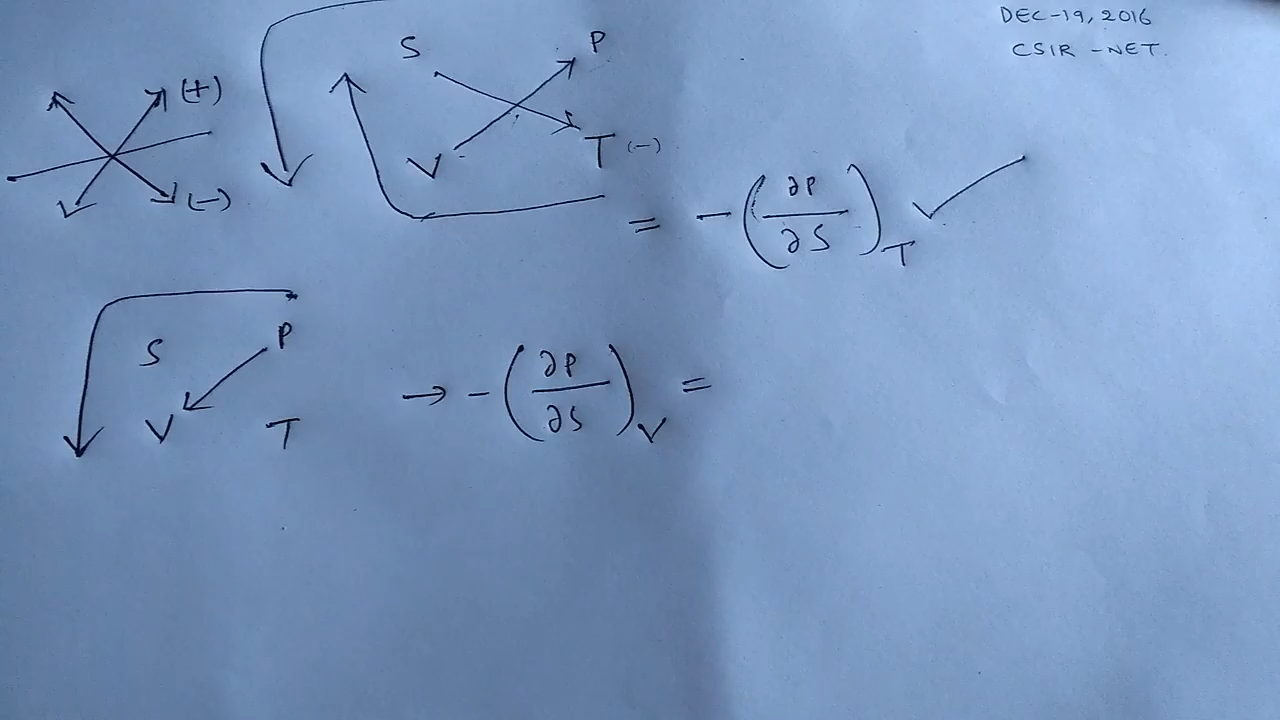 DEC-19, 2016
CSIR -NET.
(+)
(-)
S P
V T (-)
= - (∂P/∂S)T
S P
V T
→ - (∂P/∂S)V =